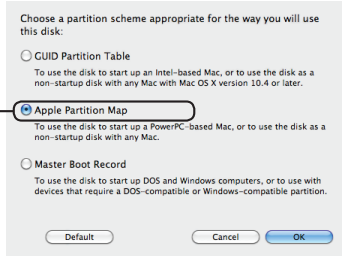 Choose a partition scheme appropriate for the way you will use
this disk:
GUID Partition Table
To use the disk to start up an Intel-based Mac, or to use the disk as a
non-startup disk with any Mac with Mac OS X version 10.4 or later.
Apple Partition Map
To use the disk to start up a PowerPC-based Mac, or to use the disk as a
non-startup disk with any Mac.
Master Boot Record
To use the disk to start up DOS and Windows computers, or to use with
devices that require a DOS-compatible or Windows-compatible partition.
Default Cancel OK